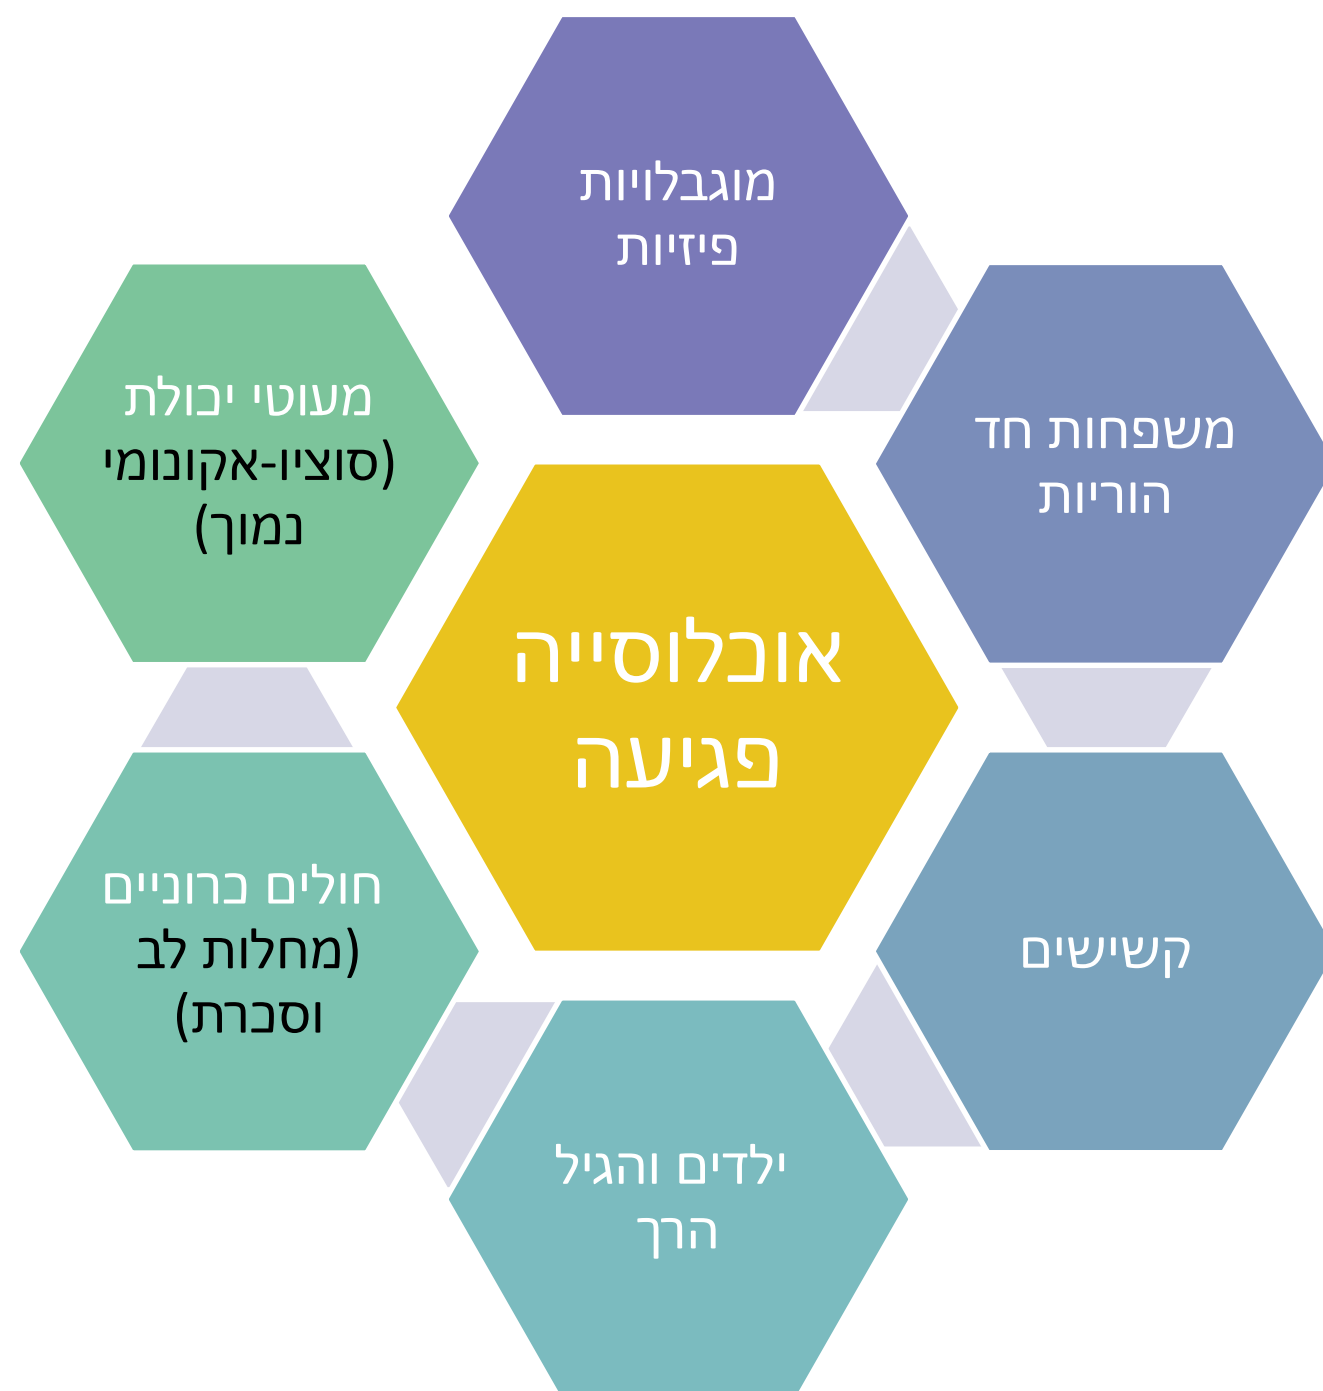 מוגבלויות
פיזיות
משפחות חד
הוריות
קשישים
ילדים והגיל
הרך
חולים כרוניים
(מחלות לב
וסכרת)
מעוטי יכולת
(סוציו-אקונומי
נמוך)
אוכלוסייה
פגיעה